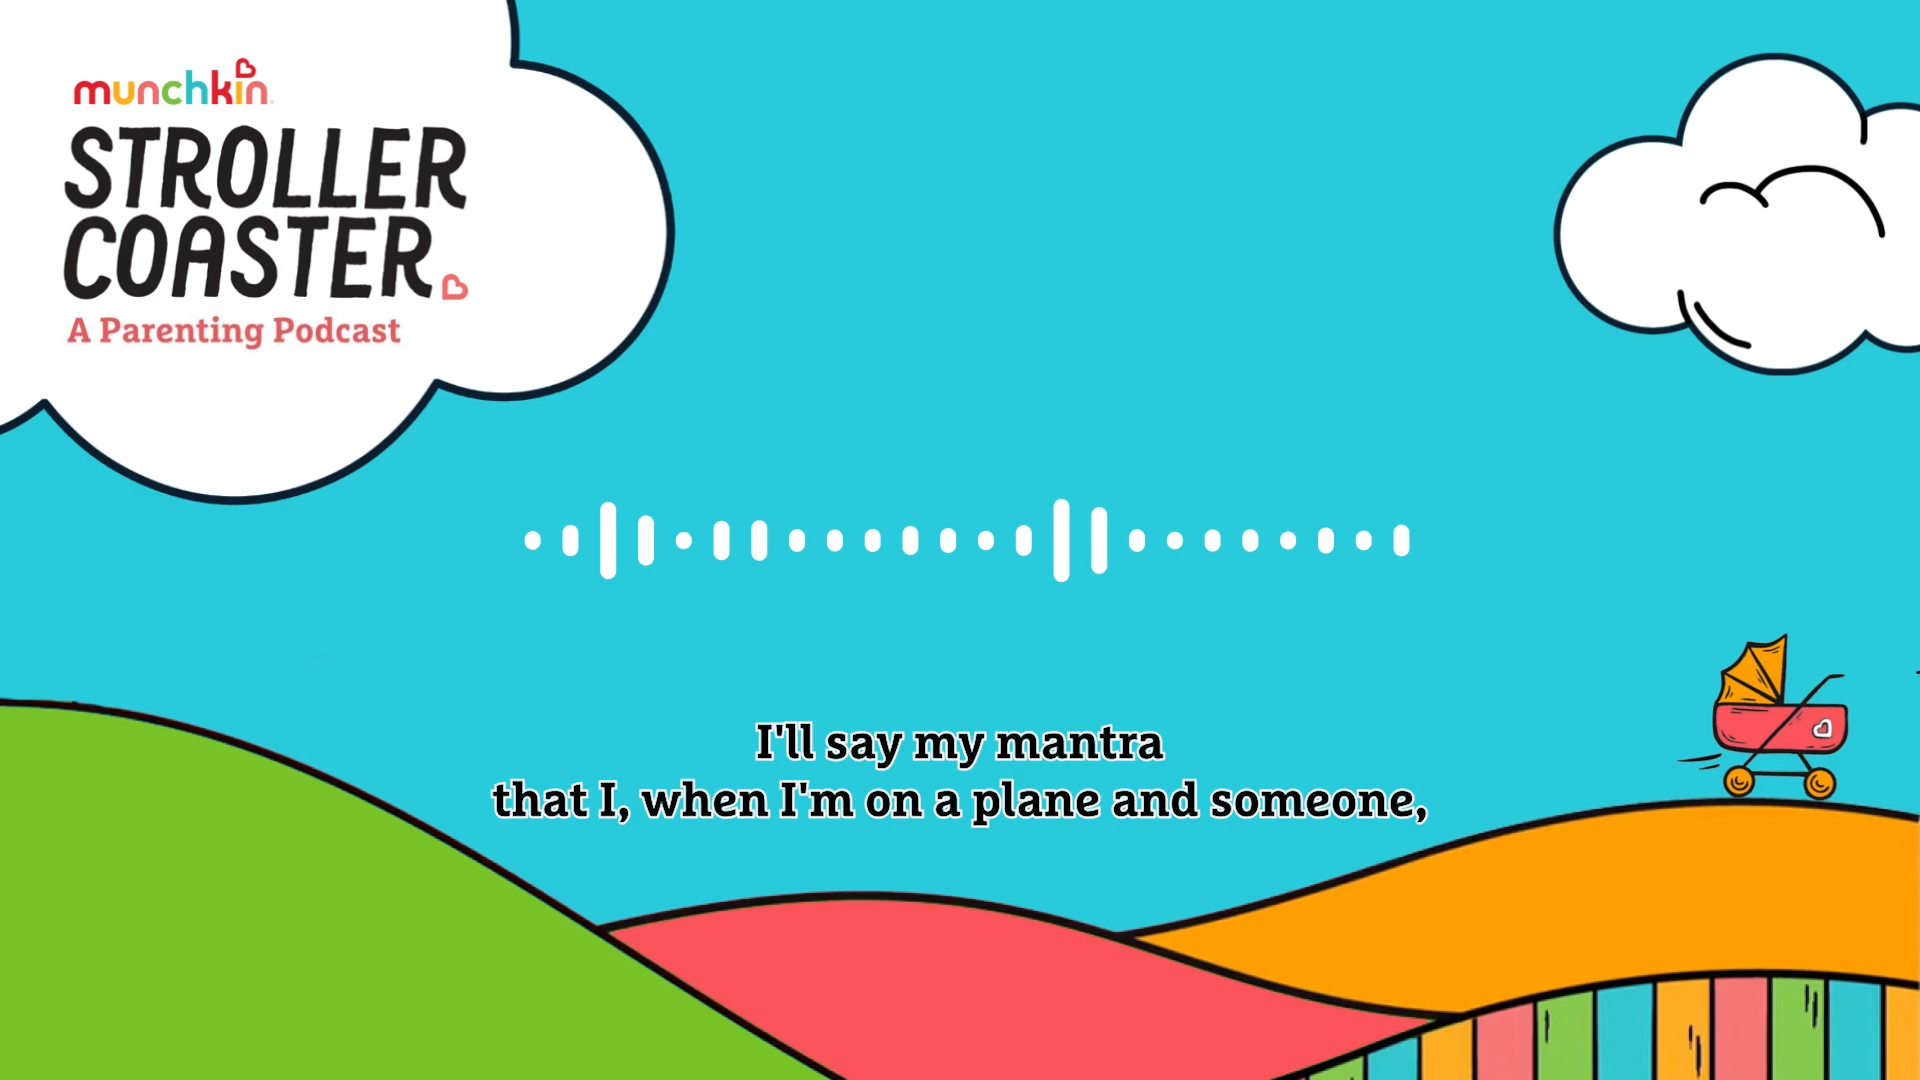 munchkin
STROLLER
COASTER
A Parenting Podcast
I'll say my mantra
that I, when I'm on a plane and someone,